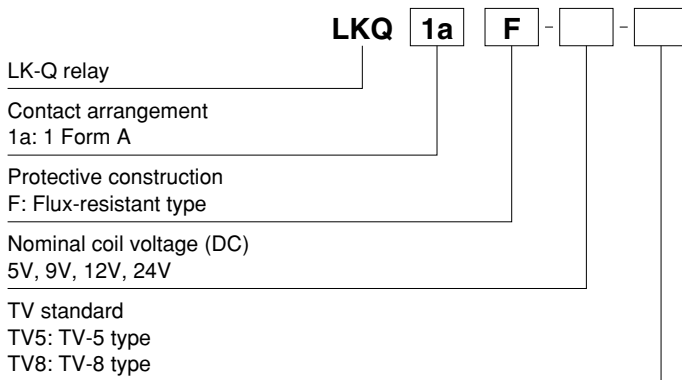 LKQ 1a F - -
LK-Q relay
Contact arrangement
1a: 1 Form A
Protective construction
F: Flux-resistant type
Nominal coil voltage (DC)
5V, 9V, 12V, 24V
TV standard
TV5: TV-5 type
TV8: TV-8 type